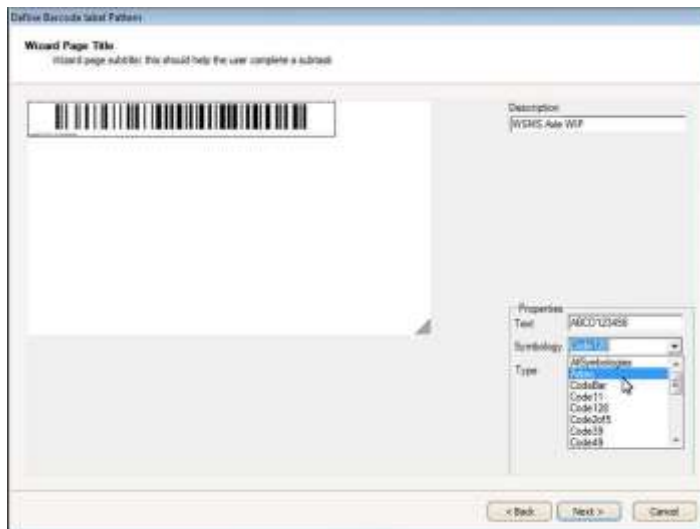 Define Barcode label Pattern
Wizard Page Title
Wizard page subtitle: this should help the user complete a subtask
Description
WSMS Axle WIP
Properties
Text ABCD123456
Symbology
Type
AllSymbologies
CodaBar
Code11
Code128
Code2of5
Code39
Code49
< Back Next > Cancel